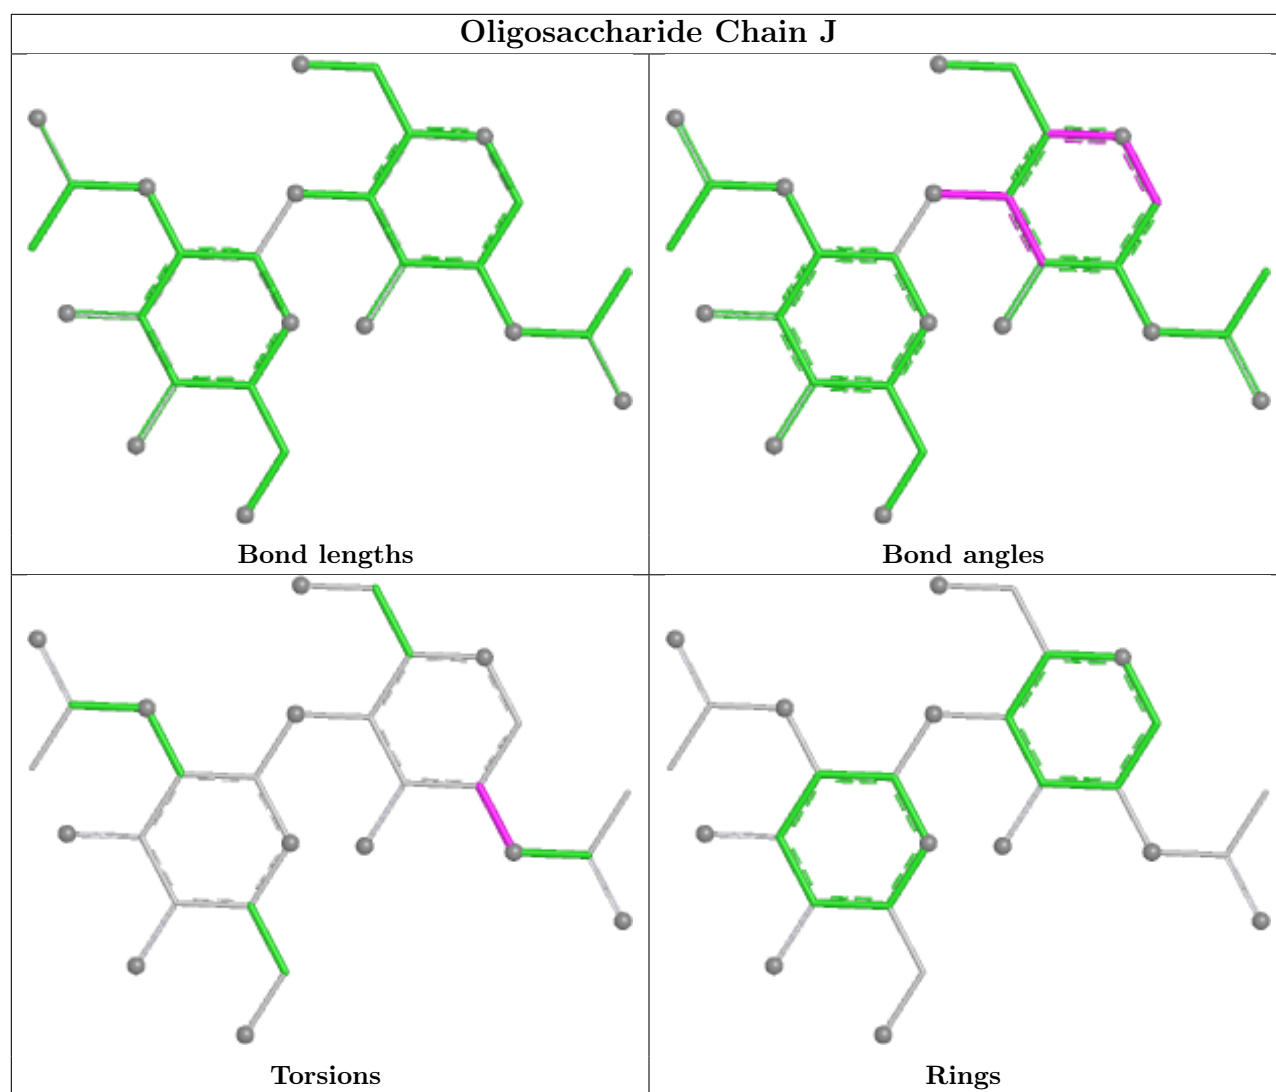 Oligosaccharide Chain J
Bond lengths
Bond angles
Torsions
Rings